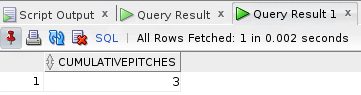 Script Output x Query Result x Query Result 1 x
SQL | All Rows Fetched: 1 in 0.002 seconds
CUMULATIVEPITCHES
1 3